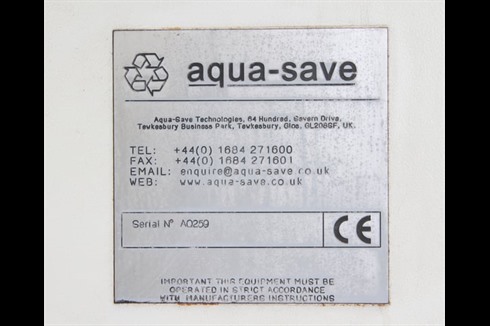 aqua-save
Aqua-Save Technologies, 64 Hundred, Severn Drive,
Tewkesbury Business Park, Tewkesbury, Glos, GL208SF, UK.
TEL: +44(0) 1684 271600
FAX: +44(0) 1684 271601
EMAIL: enquire@aqua-save.co.uk
WEB: www.aqua-save.co.uk
Serial Nº A0259
CE
IMPORTANT THIS EQUIPMENT MUST BE
OPERATED IN STRICT ACCORDANCE
WITH MANUFACTURERS INSTRUCTIONS